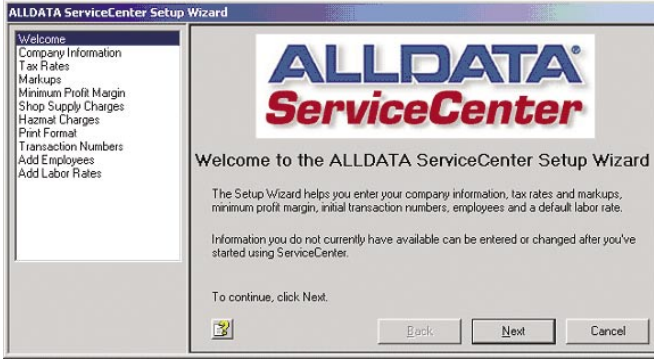 ALLDATA ServiceCenter Setup Wizard
Welcome
Company Information
Tax Rates
Markups
Minimum Profit Margin
Shop Supply Charges
Hazmat Charges
Print Format
Transaction Numbers
Add Employees
Add Labor Rates
ALLDATA®
ServiceCenter
Welcome to the ALLDATA ServiceCenter Setup Wizard
The Setup Wizard helps you enter your company information, tax rates and markups,
minimum profit margin, initial transaction numbers, employees and a default labor rate.
Information you do not currently have available can be entered or changed after you've
started using ServiceCenter.
To continue, click Next.
Back
Next
Cancel